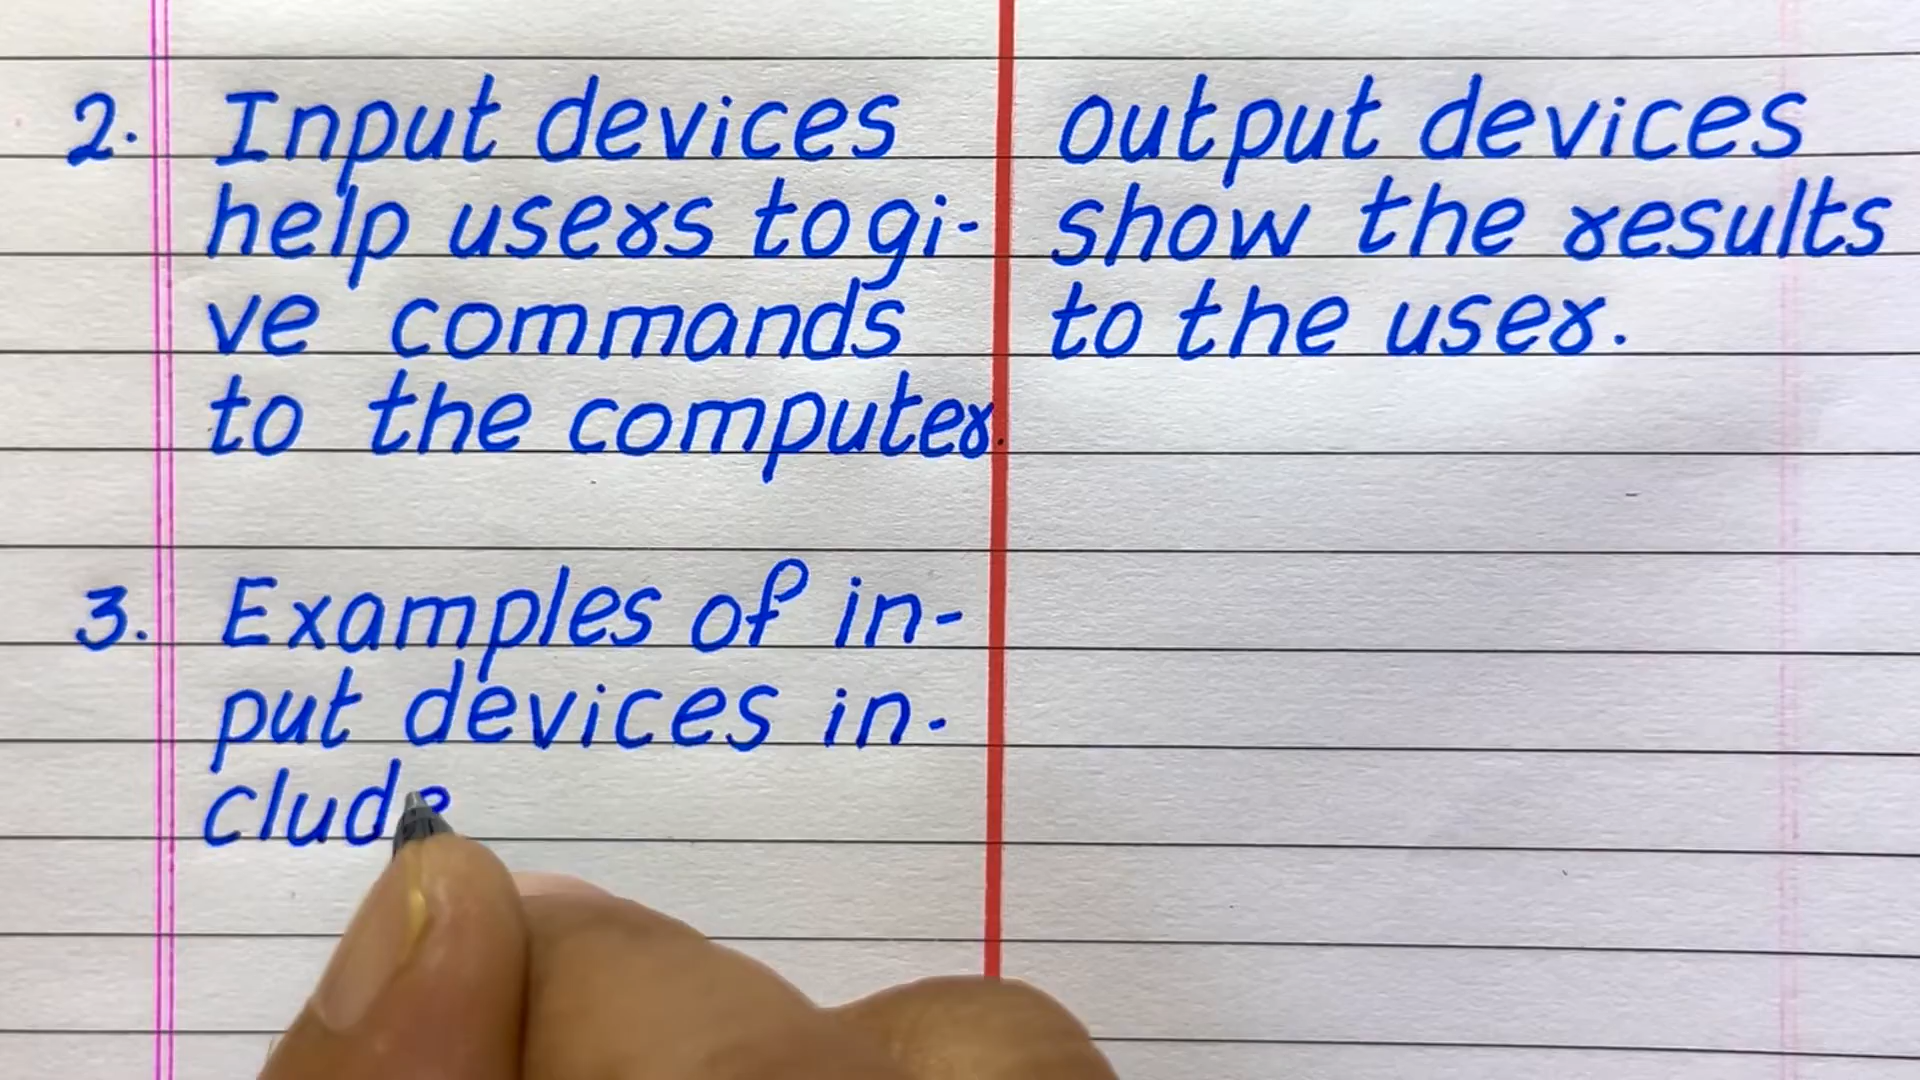 2. Input devices
help users to gi-
ve commands
to the computer.
output devices
show the results
to the user.
3. Examples of in-
put devices in-
clude